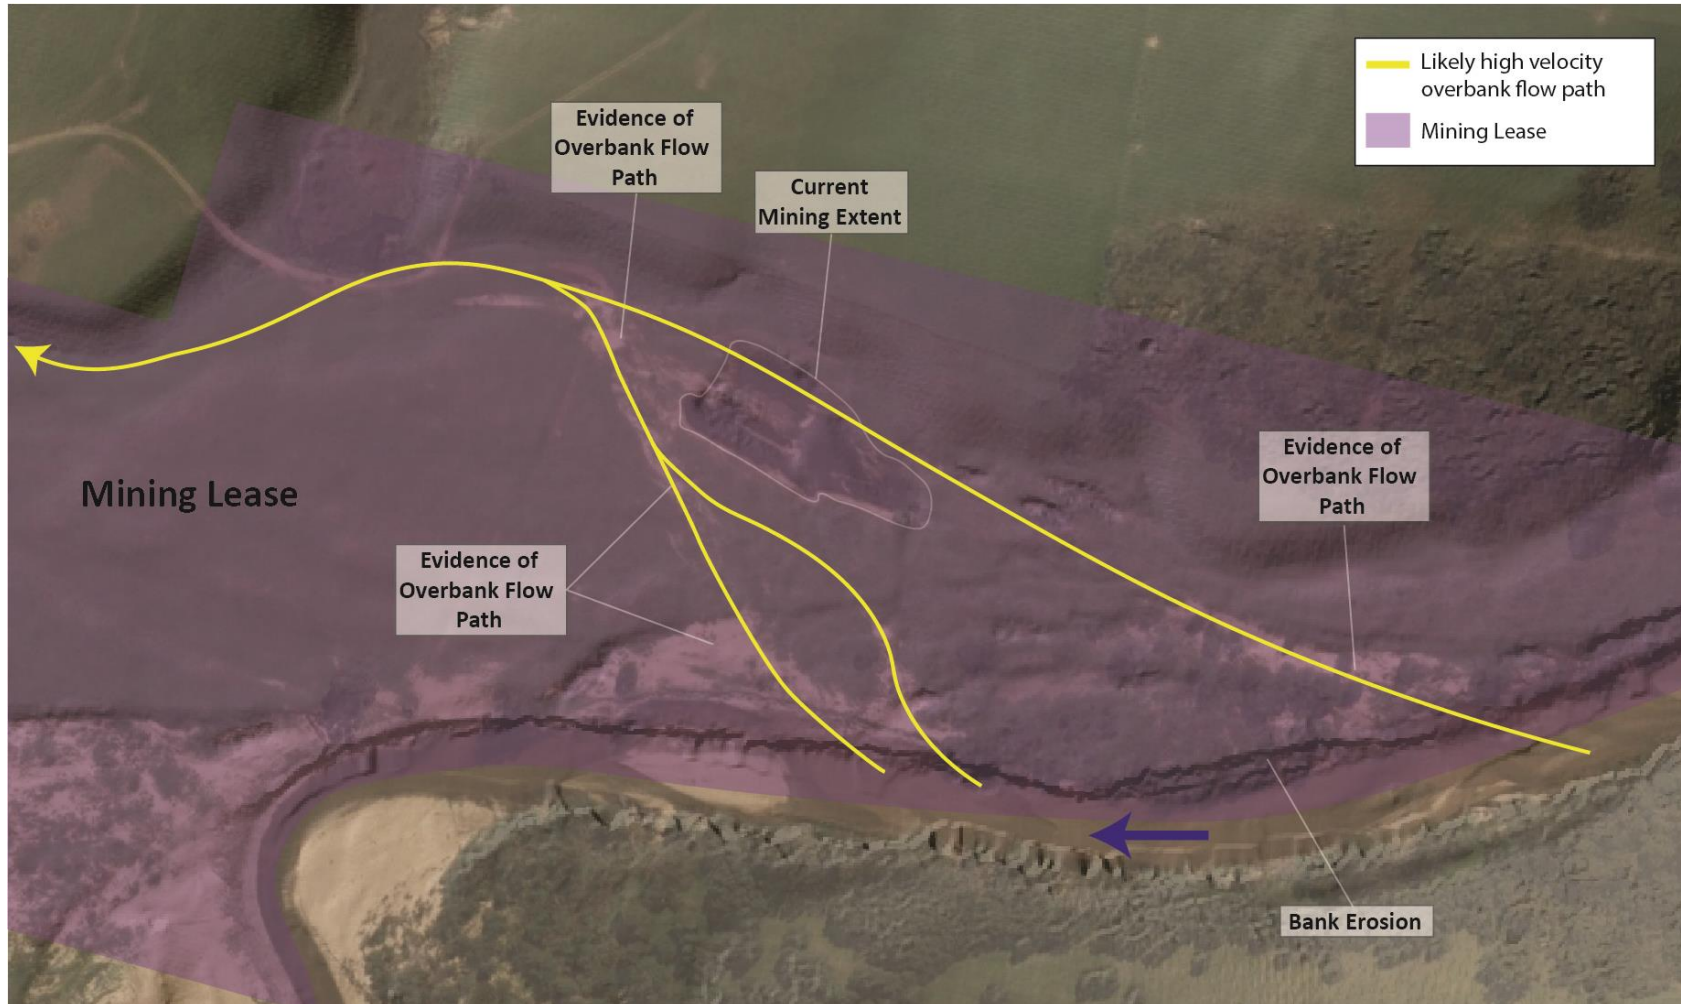 Likely high velocity
overbank flow path
Mining Lease
Evidence of
Overbank Flow
Path
Current
Mining Extent
Evidence of
Overbank Flow
Path
Mining Lease
Evidence of
Overbank Flow
Path
Bank Erosion